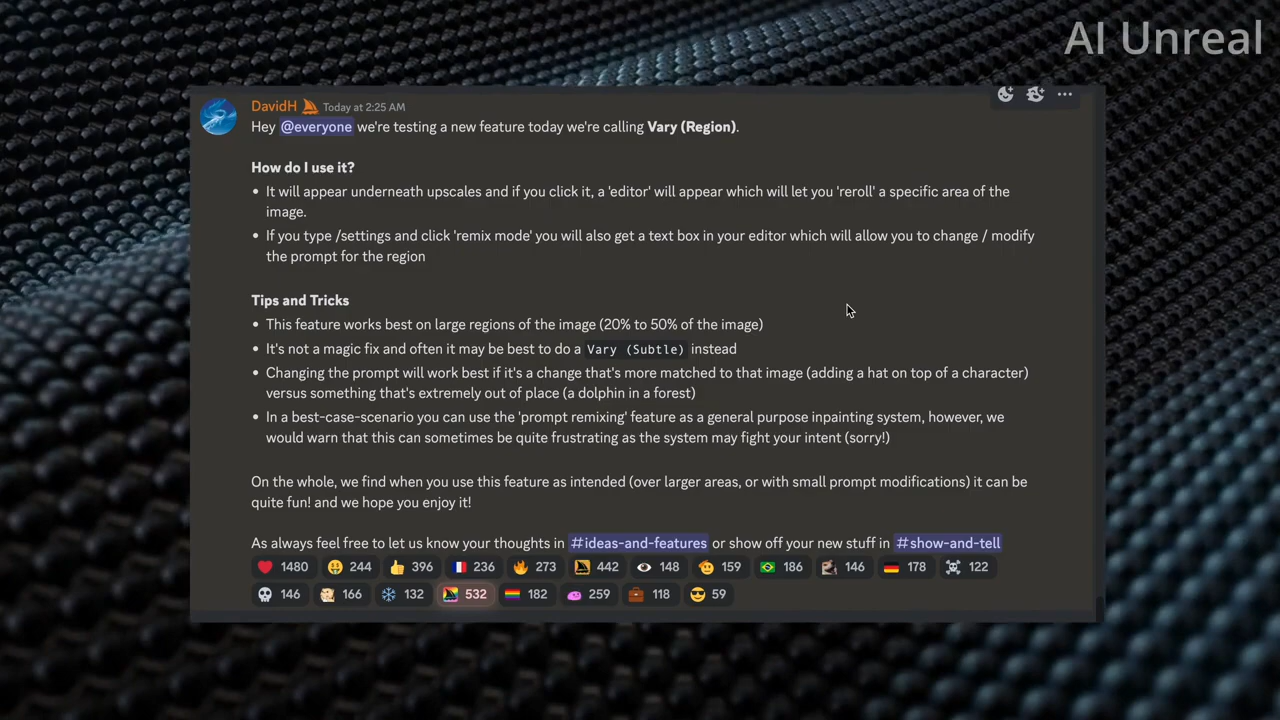 AI Unreal
DavidH Today at 2:25 AM
Hey @everyone we're testing a new feature today we're calling Vary (Region).
How do I use it?
• It will appear underneath upscales and if you click it, a 'editor' will appear which will let you 'reroll' a specific area of the
image.
• If you type /settings and click 'remix mode' you will also get a text box in your editor which will allow you to change / modify
the prompt for the region
Tips and Tricks
• This feature works best on large regions of the image (20% to 50% of the image)
• It's not a magic fix and often it may be best to do a Vary (Subtle) instead
• Changing the prompt will work best if it's a change that's more matched to that image (adding a hat on top of a character)
versus something that's extremely out of place (a dolphin in a forest)
• In a best-case-scenario you can use the 'prompt remixing' feature as a general purpose inpainting system, however, we
would warn that this can sometimes be quite frustrating as the system may fight your intent (sorry!)
On the whole, we find when you use this feature as intended (over larger areas, or with small prompt modifications) it can be
quite fun! and we hope you enjoy it!
As always feel free to let us know your thoughts in #ideas-and-features or show off your new stuff in #show-and-tell
1480 244 396 236 273 442 148 159 186 146 178 122
146 166 132 532 182 259 118 59